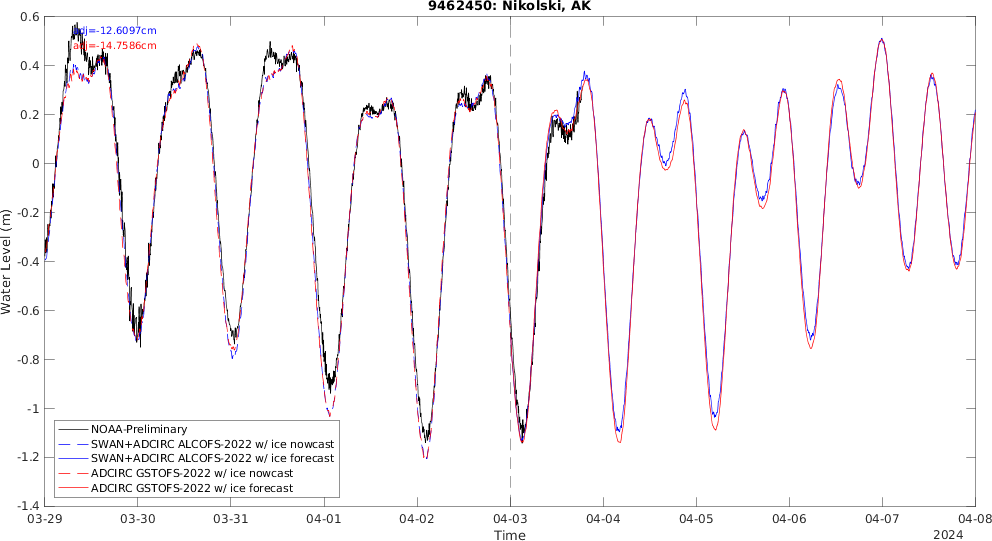 9462450: Nikolski, AK
adj=-12.6097cm
adj=-14.7586cm
0.6
0.4
0.2
0
-0.2
-0.4
-0.6
-0.8
-1
-1.2
-1.4
Water Level (m)
NOAA-Preliminary
SWAN+ADCIRC ALCOFS-2022 w/ ice nowcast
SWAN+ADCIRC ALCOFS-2022 w/ ice forecast
ADCIRC GSTOFS-2022 w/ ice nowcast
ADCIRC GSTOFS-2022 w/ ice forecast
03-29 03-30 03-31 04-01 04-02 04-03 04-04 04-05 04-06 04-07 04-08
Time
2024